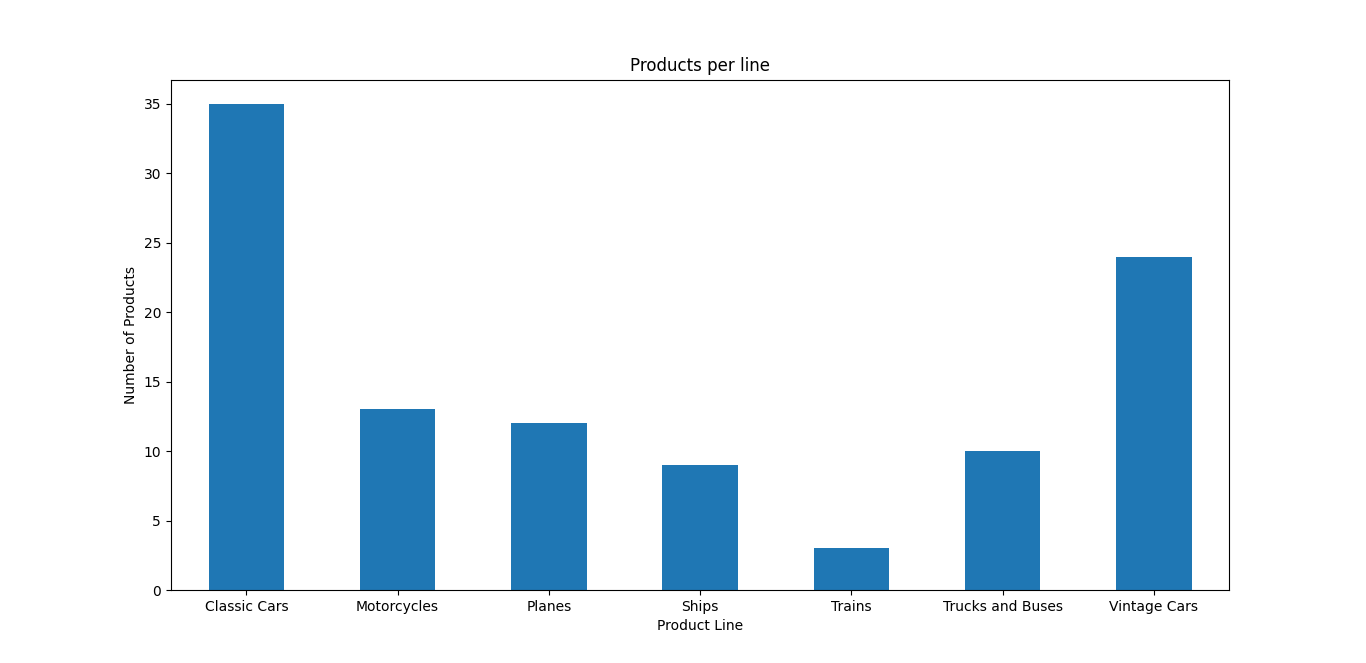 Products per line
35
30
25
20
15
10
5
0
Number of Products
Classic Cars Motorcycles Planes Ships Trains Trucks and Buses Vintage Cars
Product Line